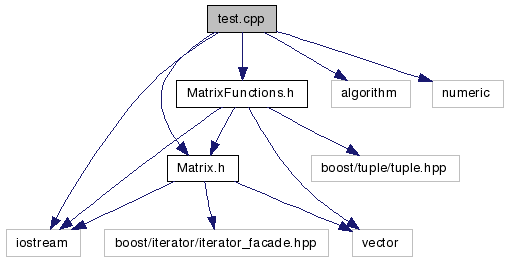 test.cpp
MatrixFunctions.h
algorithm
numeric
Matrix.h
boost/tuple/tuple.hpp
iostream
boost/iterator/iterator_facade.hpp
vector